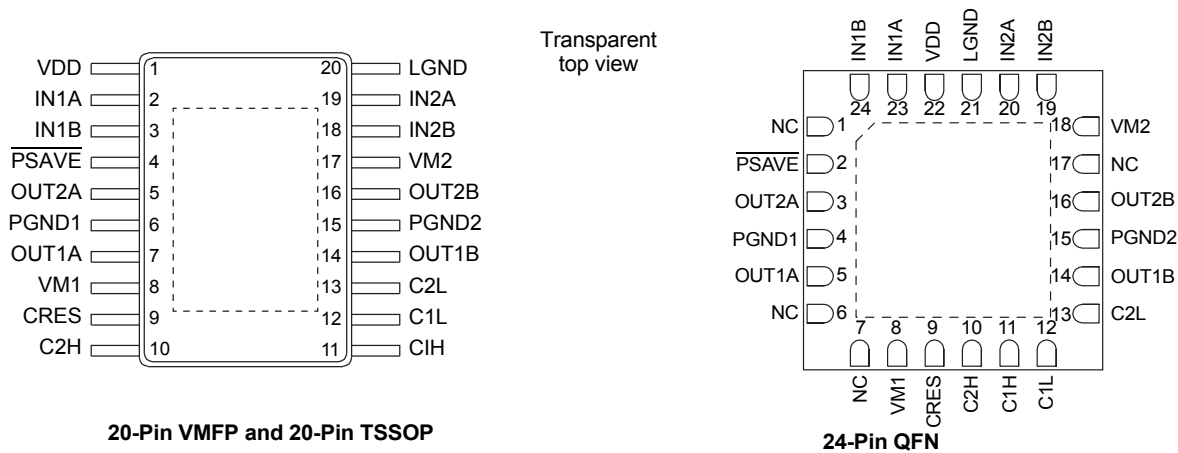 Transparent
top view
VDD 1 20 LGND
IN1A 2 19 IN2A
IN1B 3 18 IN2B
PSAVE 4 17 VM2
OUT2A 5 16 OUT2B
PGND1 6 15 PGND2
OUT1A 7 14 OUT1B
VM1 8 13 C2L
CRES 9 12 C1L
C2H 10 11 CIH
20-Pin VMFP and 20-Pin TSSOP
IN1B IN1A VDD LGND IN2A IN2B
24 23 22 21 20 19
NC 1 18 VM2
PSAVE 2 17 NC
OUT2A 3 16 OUT2B
PGND1 4 15 PGND2
OUT1A 5 14 OUT1B
NC 6 13 C2L
7 8 9 10 11 12
NC VM1 CRES C2H C1H C1L
24-Pin QFN